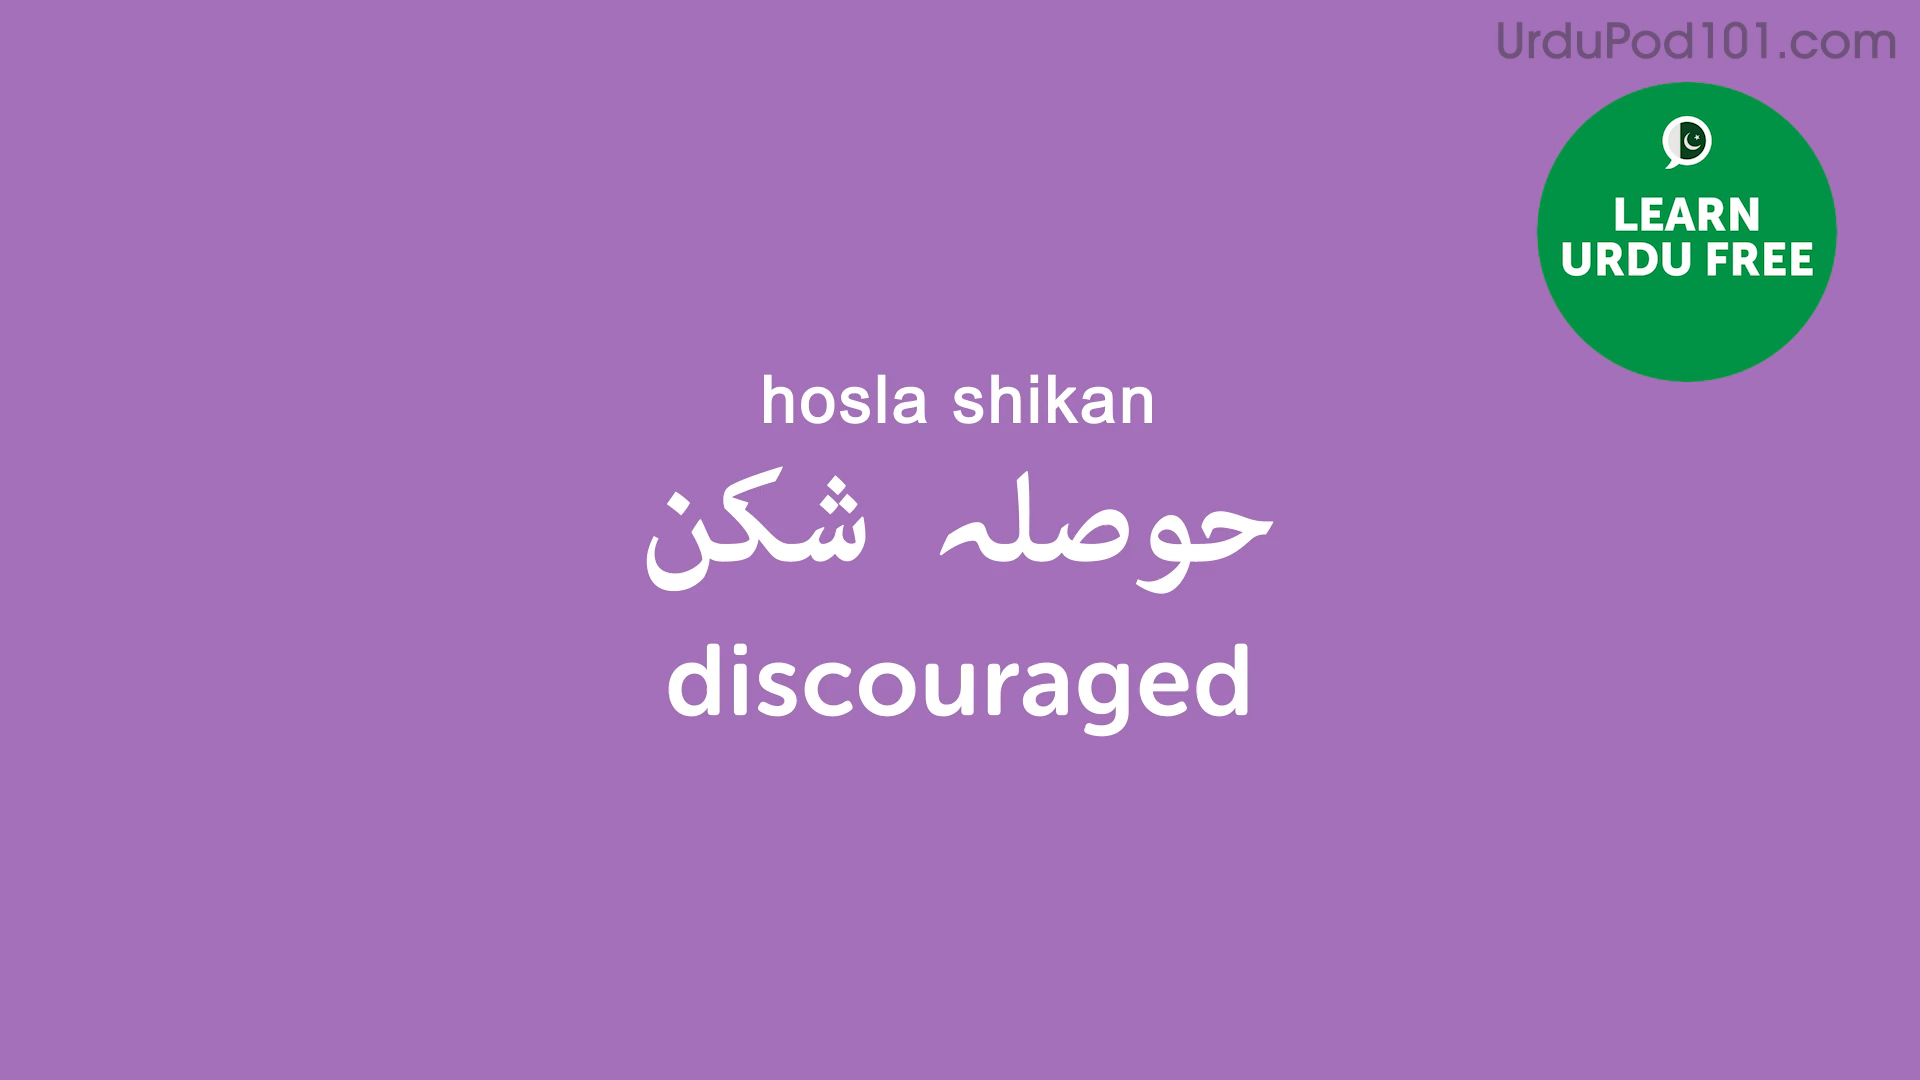 UrduPod101.com
LEARN
URDU FREE
hosla shikan
حوصلہ شکن
discouraged